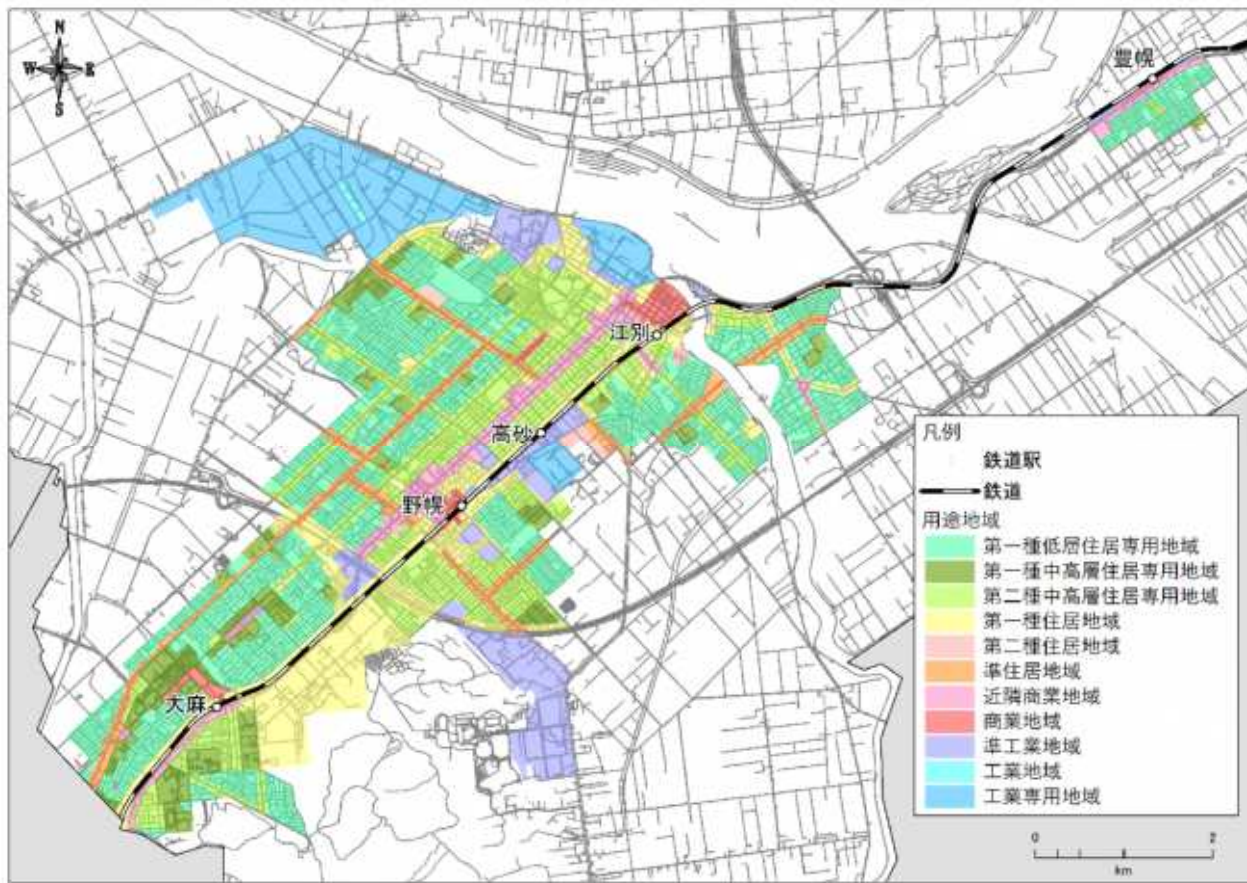 N
W E
S
豊幌
江別
高砂
野幌
大麻
凡例
鉄道駅
鉄道
用途地域
第一種低層住居専用地域
第一種中高層住居専用地域
第二種中高層住居専用地域
第一種住居地域
第二種住居地域
準住居地域
近隣商業地域
商業地域
準工業地域
工業地域
工業専用地域
0 2
km